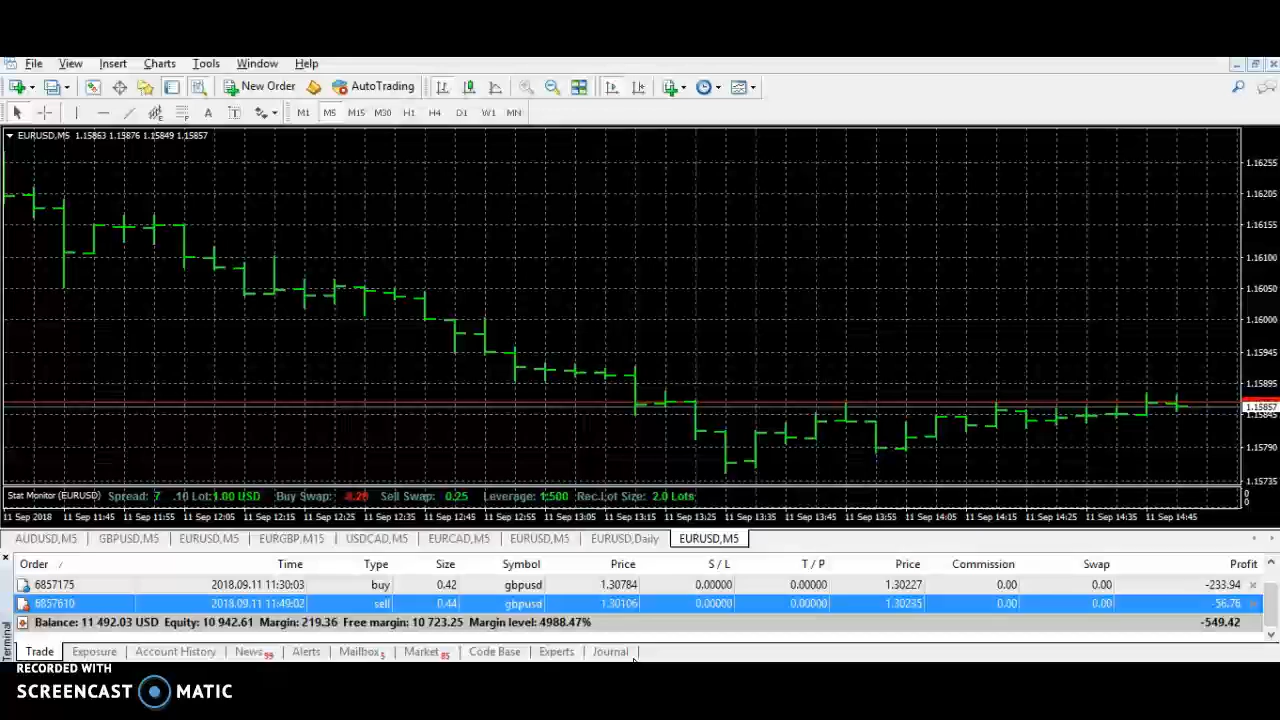 File View Insert Charts Tools Window Help
New Order AutoTrading
A T M1 M5 M15 M30 H1 H4 D1 W1 MN
EURUSD,M5 1.15863 1.15876 1.15849 1.15857
1.16255
1.16205
1.16155
1.16100
1.16050
1.16000
1.15945
1.15895
1.15857
1.15845
1.15790
1.15735
Stat Monitor (EURUSD) Spread: 7 .10 Lot:1.00 USD Buy Swap: -8.20 Sell Swap: 0.25 Leverage: 1:500 Rec.Lot Size: 2.0 Lots
0
0
11 Sep 2018 11 Sep 11:45 11 Sep 11:55 11 Sep 12:05 11 Sep 12:15 11 Sep 12:25 11 Sep 12:35 11 Sep 12:45 11 Sep 12:55 11 Sep 13:05 11 Sep 13:15 11 Sep 13:25 11 Sep 13:35 11 Sep 13:45 11 Sep 13:55 11 Sep 14:05 11 Sep 14:15 11 Sep 14:25 11 Sep 14:35 11 Sep 14:45
AUDUSD,M5 GBPUSD,M5 EURUSD,M5 EURGBP,M15 USDCAD,M5 EURCAD,M5 EURUSD,M5 EURUSD,Daily EURUSD,M5
Order Time Type Size Symbol Price S / L T / P Price Commission Swap Profit
6857175 2018.09.11 11:30:03 buy 0.42 gbpusd 1.30784 0.00000 0.00000 1.30227 0.00 0.00 -233.94
6857610 2018.09.11 11:49:02 sell 0.44 gbpusd 1.30106 0.00000 0.00000 1.30235 0.00 0.00 -56.76
Balance: 11 492.03 USD Equity: 10 942.61 Margin: 219.36 Free margin: 10 723.25 Margin level: 4988.47% -549.42
Terminal
Trade Exposure Account History News 99 Alerts Mailbox 5 Market 85 Code Base Experts Journal
RECORDED WITH
SCREENCAST MATIC